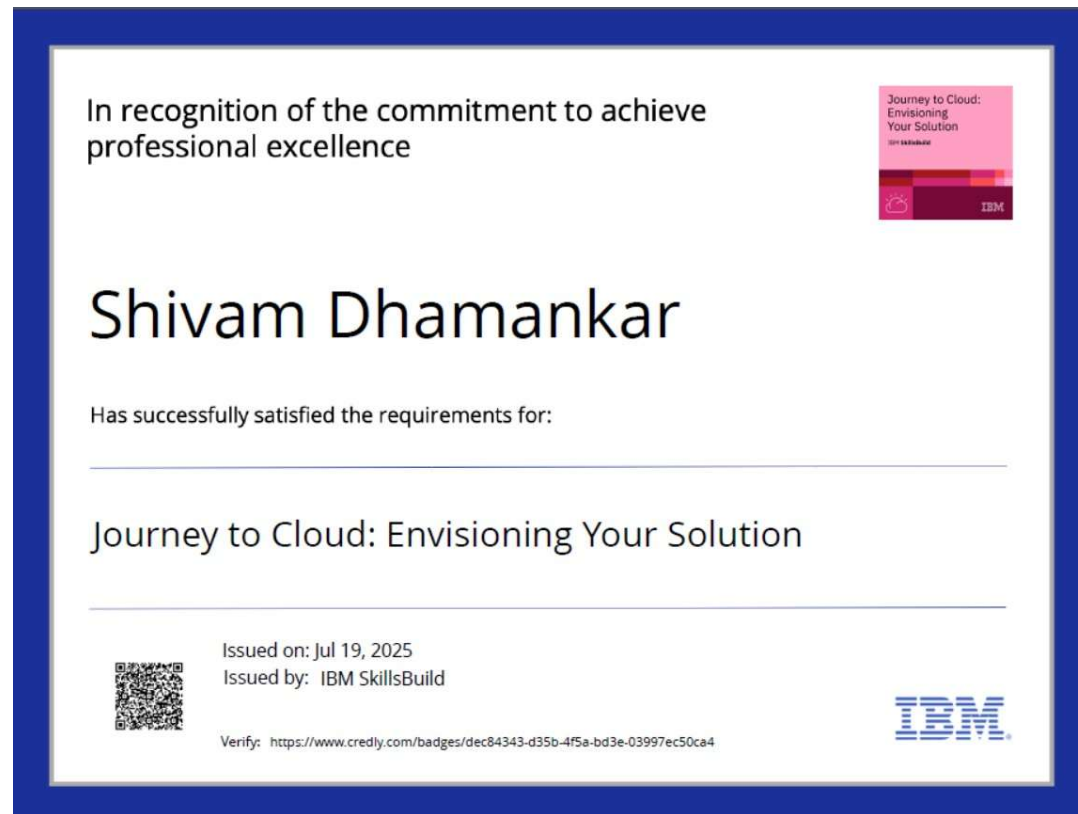 In recognition of the commitment to achieve
professional excellence
Journey to Cloud:
Envisioning
Your Solution
IBM SkillsBuild
IBM
Shivam Dhamankar
Has successfully satisfied the requirements for:
Journey to Cloud: Envisioning Your Solution
Issued on: Jul 19, 2025
Issued by: IBM SkillsBuild
Verify: https://www.credly.com/badges/dec84343-d35b-4f5a-bd3e-03997ec50ca4
IBM.